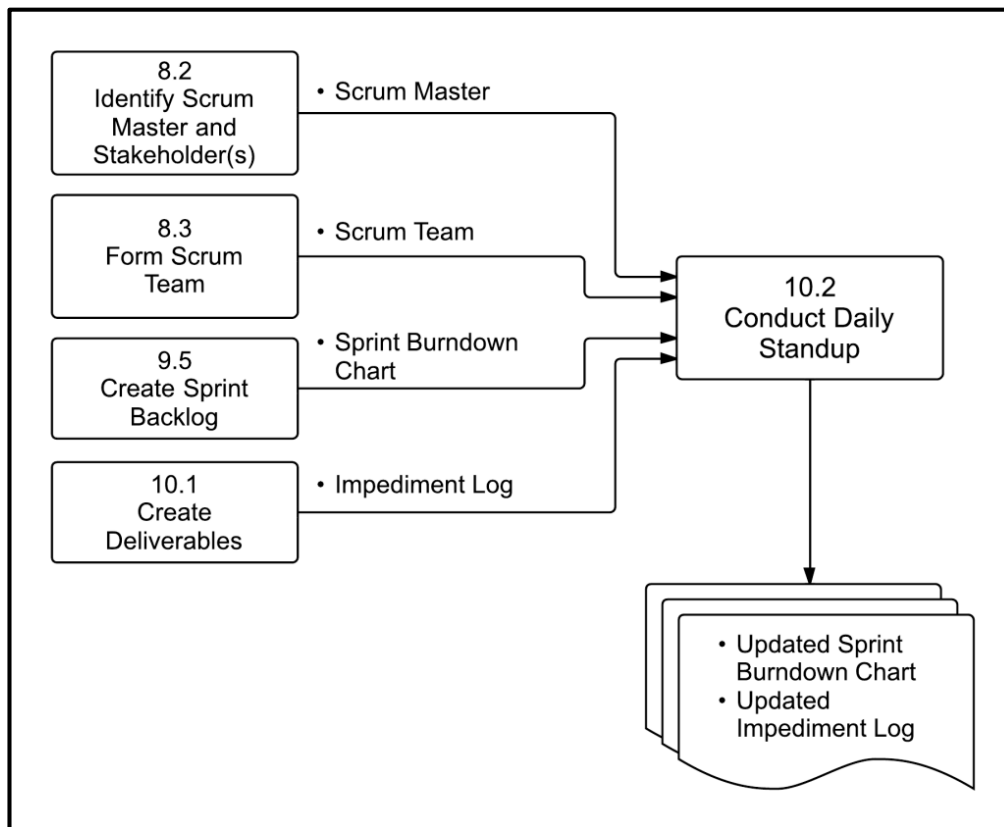 8.2
Identify Scrum
Master and
Stakeholder(s)
• Scrum Master
8.3
Form Scrum
Team
• Scrum Team
9.5
Create Sprint
Backlog
• Sprint Burndown
Chart
10.1
Create
Deliverables
• Impediment Log
10.2
Conduct Daily
Standup
• Updated Sprint
Burndown Chart
• Updated
Impediment Log